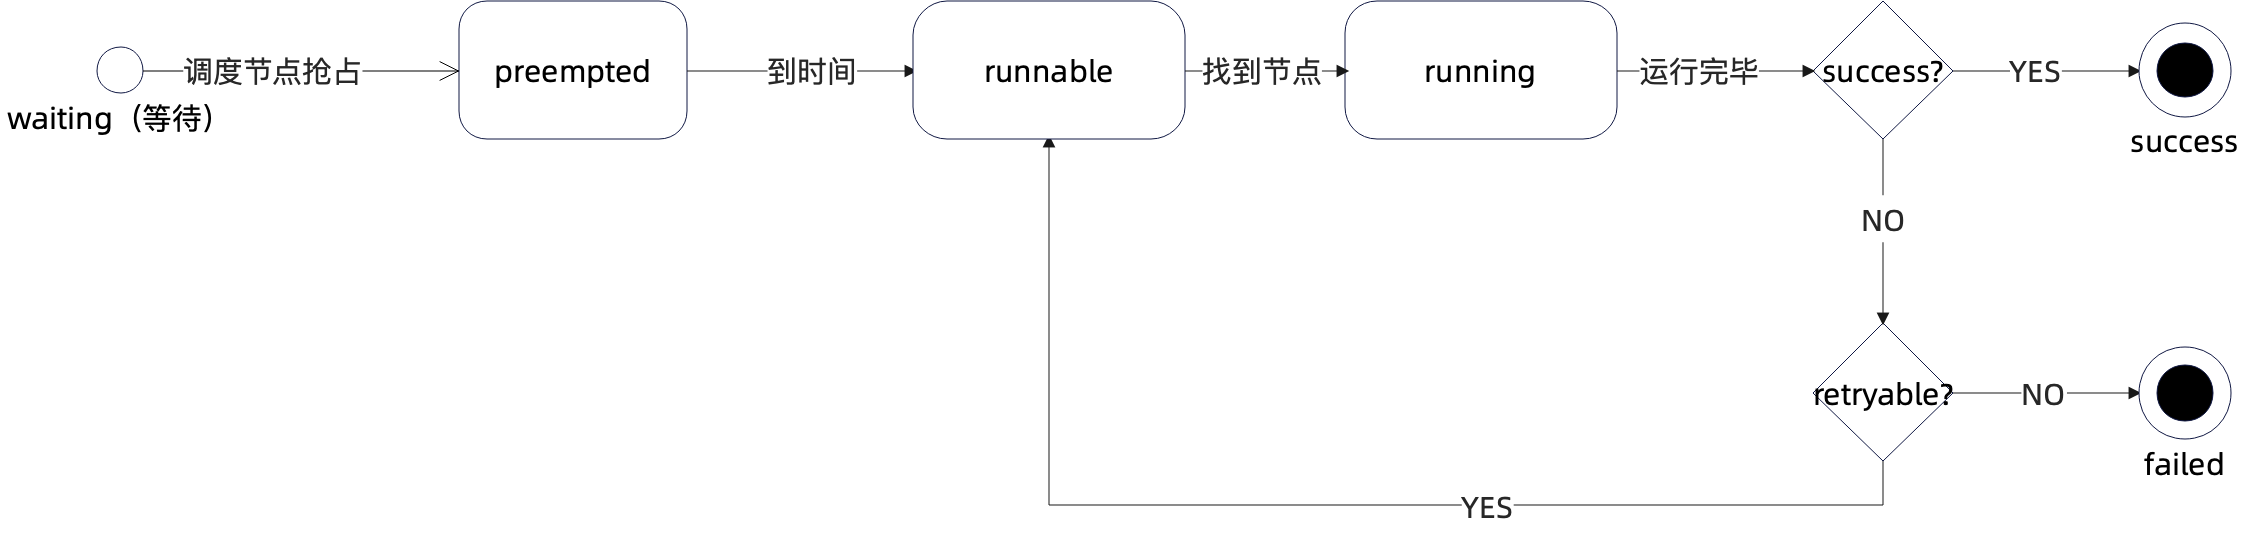 调度节点抢占
preempted
到时间
runnable
找到节点
running
运行完毕
success?
YES
waiting（等待）
success
NO
retryable?
NO
failed
YES